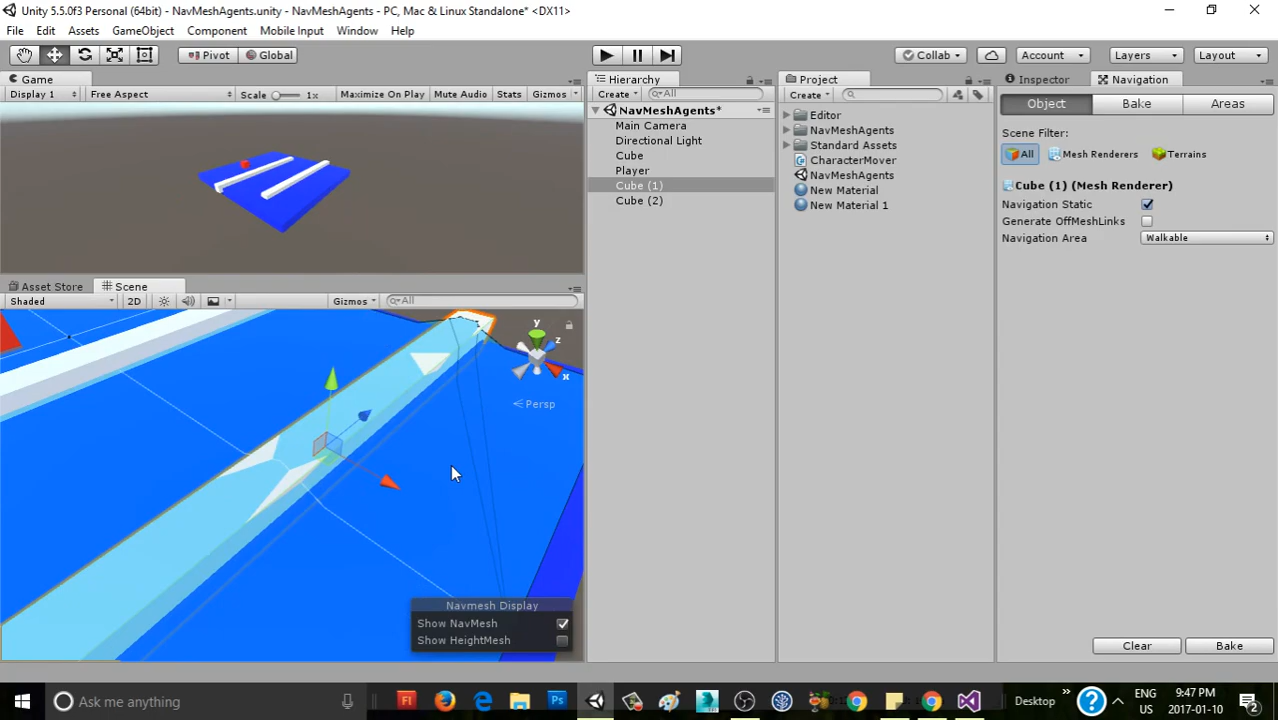 Unity 5.5.0f3 Personal (64bit) - NavMeshAgents.unity - NavMeshAgents - PC, Mac & Linux Standalone* <DX11>
File Edit Assets GameObject Component Mobile Input Window Help
Pivot Global Collab Account Layers Layout
Game
Display 1 Free Aspect Scale 1x Maximize On Play Mute Audio Stats Gizmos
Hierarchy
Create All
NavMeshAgents*
Main Camera
Directional Light
Cube
Player
Cube (1)
Cube (2)
Project
Create
Editor
NavMeshAgents
Standard Assets
CharacterMover
NavMeshAgents
New Material
New Material 1
Inspector Navigation
Object Bake Areas
Scene Filter:
All Mesh Renderers Terrains
Cube (1) (Mesh Renderer)
Navigation Static
Generate OffMeshLinks
Navigation Area Walkable
Clear Bake
Asset Store Scene
Shaded 2D Gizmos All
y
z
x
Persp
Navmesh Display
Show NavMesh
Show HeightMesh
Ask me anything
Fl
Ps
Desktop
ENG
US
9:47 PM
2017-01-10
2